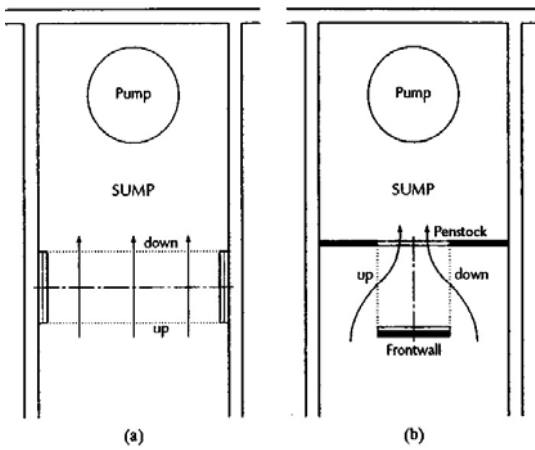 Pump
SUMP
down
up
(a)
Pump
SUMP
Penstock
up
down
Frontwall
(b)